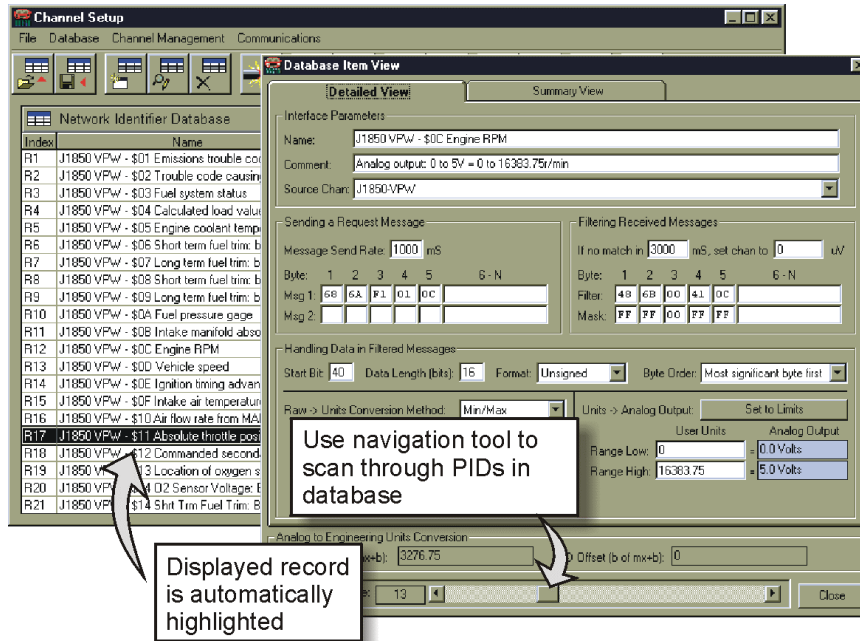 Channel Setup
File Database Channel Management Communications
Network Identifier Database
Index Name
R1 J1850 VPW - $01 Emissions trouble
R2 J1850 VPW - $02 Trouble code causing
R3 J1850 VPW - $03 Fuel system status
R4 J1850 VPW - $04 Calculated load value
R5 J1850 VPW - $05 Engine coolant
R6 J1850 VPW - $06 Short term fuel trim: b
R7 J1850 VPW - $07 Long term fuel trim: b
R8 J1850 VPW - $08 Short term fuel trim: b
R9 J1850 VPW - $09 Long term fuel trim: b
R10 J1850 VPW - $0A Fuel pressure gage
R11 J1850 VPW - $0B Intake manifold abso
R12 J1850 VPW - $0C Engine RPM
R13 J1850 VPW - $0D Vehicle speed
R14 J1850 VPW - $0E Ignition timing advan
R15 J1850 VPW - $0F Intake air temperatur
R16 J1850 VPW - $10 Air flow rate from MA
R17 J1850 VPW - $11 Absolute throttle posi
R18 J1850 VPW - $12 Commanded second
R19 J1850 VPW 13 Location of oxygen s
R20 J1850 VPW 4 O2 Sensor Voltage: B
R21 J1850 VPW - $14 Shrt Trm Fuel Trim: B
Database Item View
Detailed View Summary View
Interface Parameters
Name: J1850 VPW - $0C Engine RPM
Comment: Analog output: 0 to 5V = 0 to 16383.75r/min
Source Chan: J1850-VPW
Sending a Request Message
Message Send Rate: 1000 mS
Byte: 1 2 3 4 5 6 - N
Msg 1: 68 6A F1 01 0C
Msg 2:
Filtering Received Messages
If no match in 3000 mS, set chan to 0 uV
Byte: 1 2 3 4 5 6 - N
Filter: 48 6B 00 41 0C
Mask: FF FF 00 FF FF
Handling Data in Filtered Messages
Start Bit: 40 Data Length (bits): 16 Format: Unsigned Byte Order: Most significant byte first
Raw -> Units Conversion Method: Min/Max
Units -> Analog Output: Set to Limits
User Units Analog Output
Range Low: 0 = 0.0 Volts
Range High: 16383.75 = 5.0 Volts
Use navigation tool to
scan through PIDs in
database
Analog to Engineering Units Conversion
mx+b): 3276.75 Offset (b of mx+b): 0
13 Close
Displayed record
is automatically
highlighted